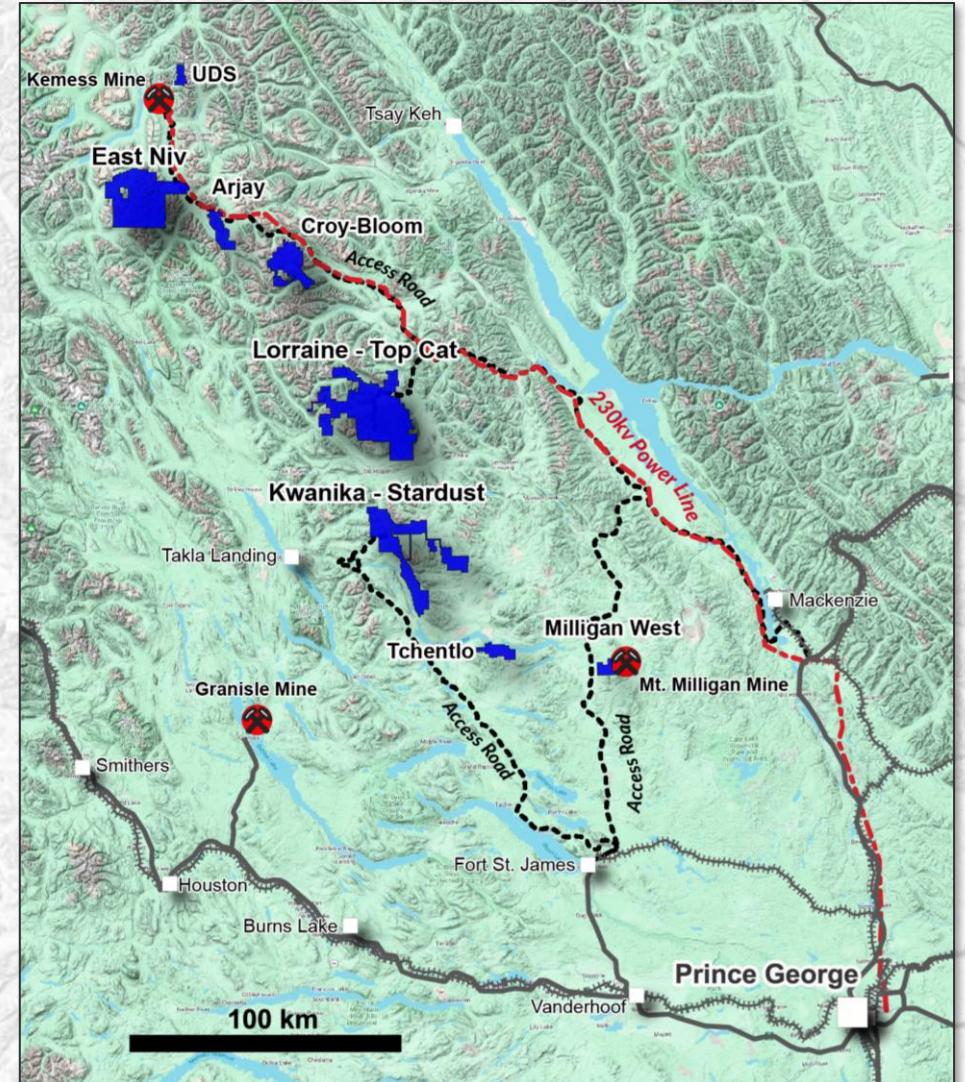 UDS
Kemess Mine
Tsay Keh
East Niv
Arjay
Croy-Bloom
Access Road
Lorraine - Top Cat
230kv Power Line
Kwanika - Stardust
Takla Landing
Mackenzie
Milligan West
Tchentlo
Mt. Milligan Mine
Granisle Mine
Access Road
Access Road
Smithers
Fort St. James
Houston
Burns Lake
Prince George
Vanderhoof
100 km